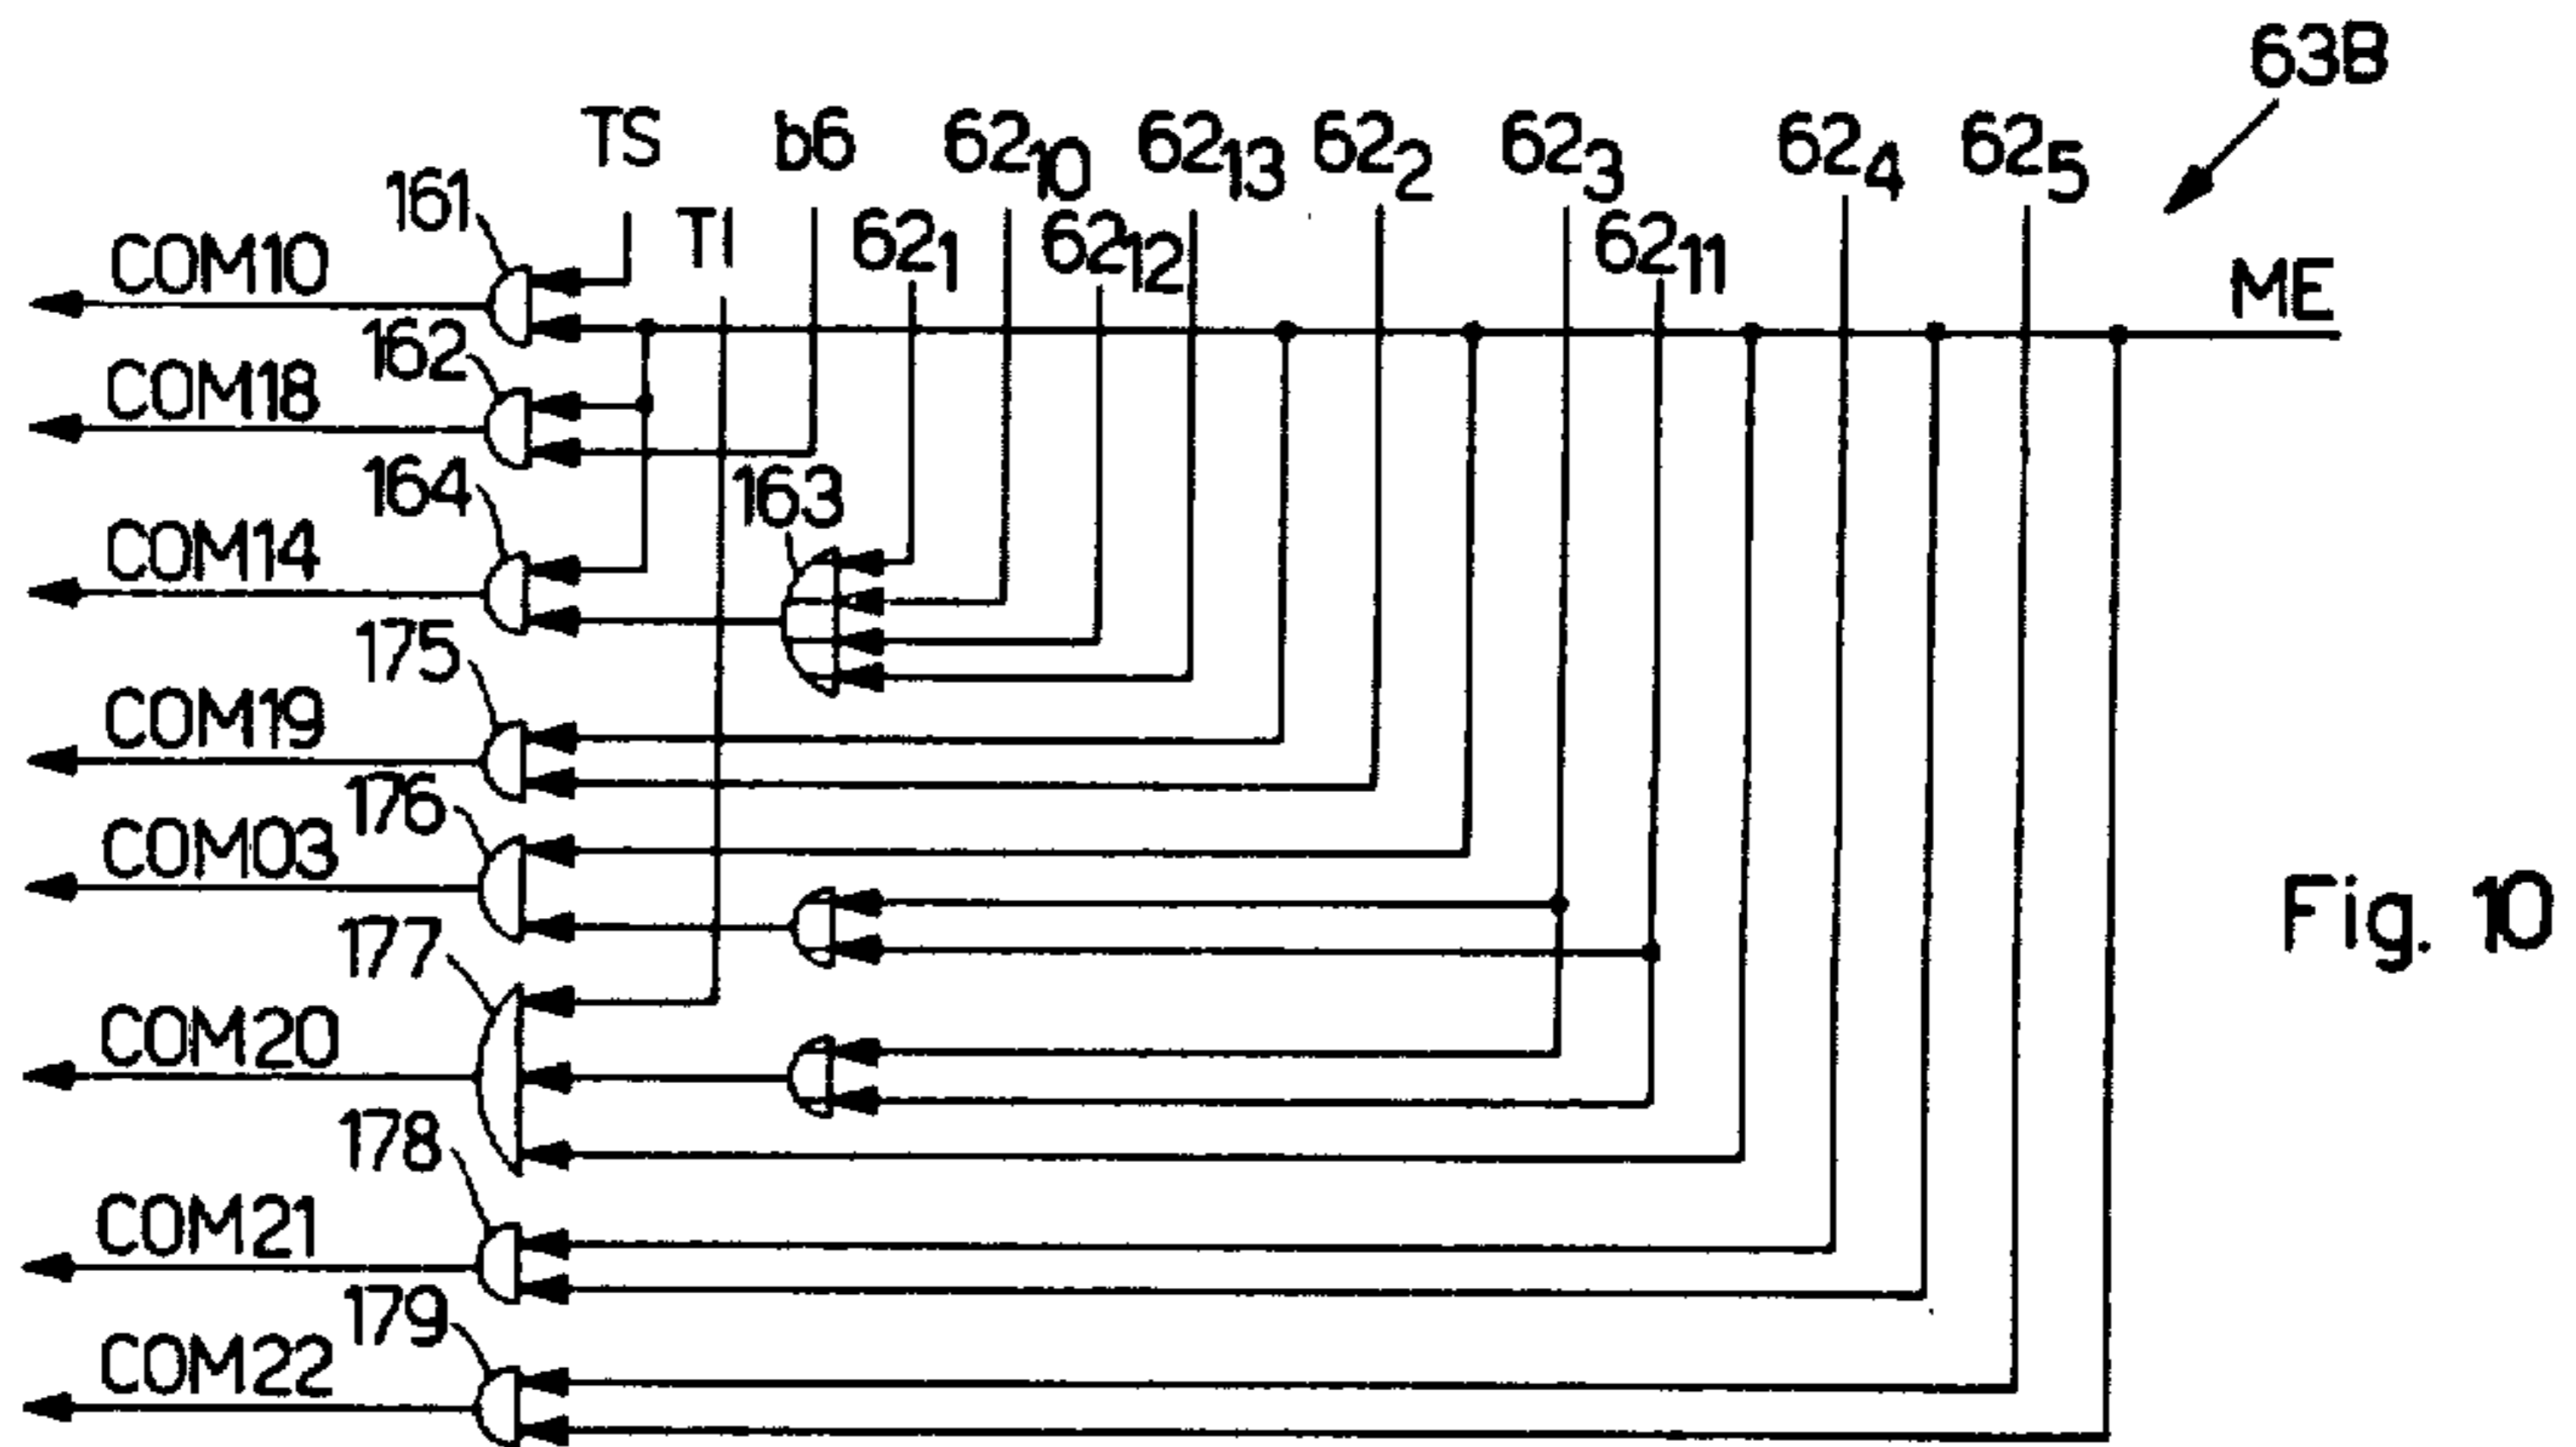 63B
TS b6 62₁₀ 62₁₃ 62₂ 62₃ 62₄ 62₅
161 T1 62₁ 62₁₂ 62₁₁
COM10 ME
162
COM18
164 163
COM14
175
COM19
176
COM03
177
Fig. 10
COM20
178
COM21
179
COM22